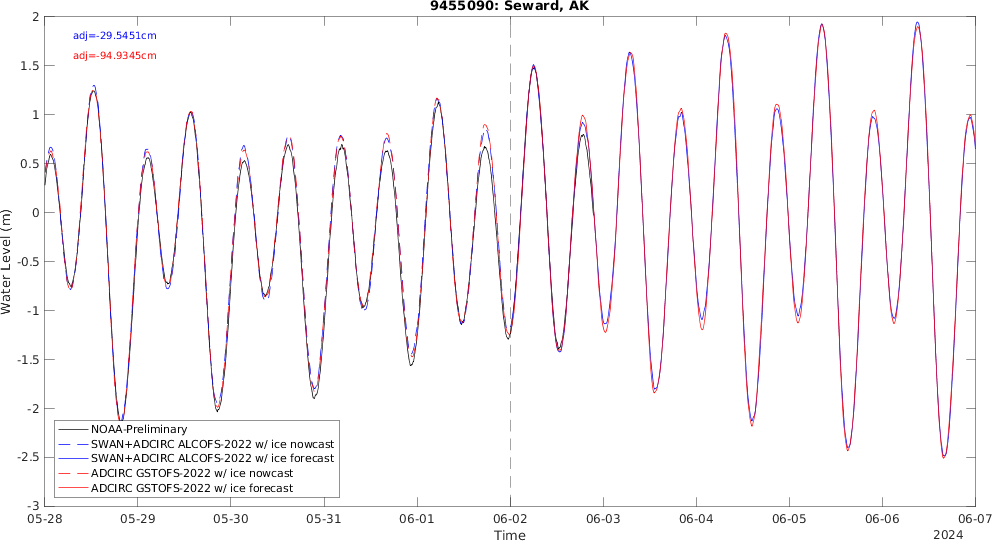 9455090: Seward, AK
adj=-29.5451cm
adj=-94.9345cm
Water Level (m)
2
1.5
1
0.5
0
-0.5
-1
-1.5
-2
-2.5
-3
NOAA-Preliminary
SWAN+ADCIRC ALCOFS-2022 w/ ice nowcast
SWAN+ADCIRC ALCOFS-2022 w/ ice forecast
ADCIRC GSTOFS-2022 w/ ice nowcast
ADCIRC GSTOFS-2022 w/ ice forecast
05-28 05-29 05-30 05-31 06-01 06-02 06-03 06-04 06-05 06-06 06-07
Time
2024